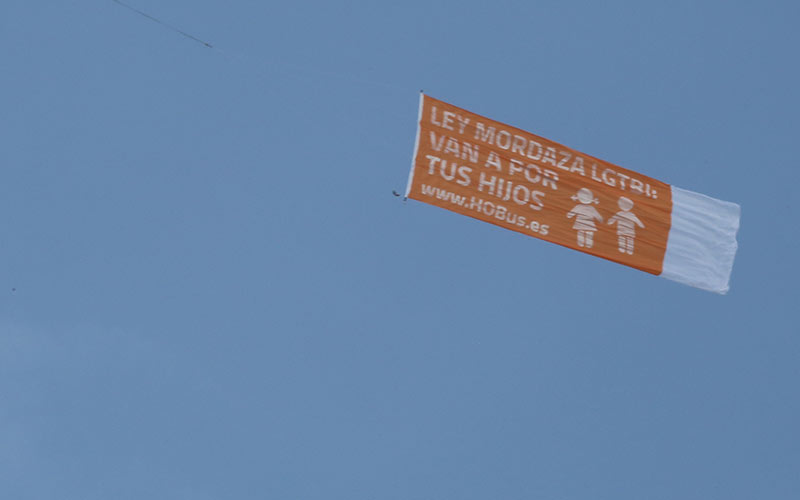 LEY MORDAZA LGTBI
VAN A POR
TUS HIJOS
www.HOBus.es